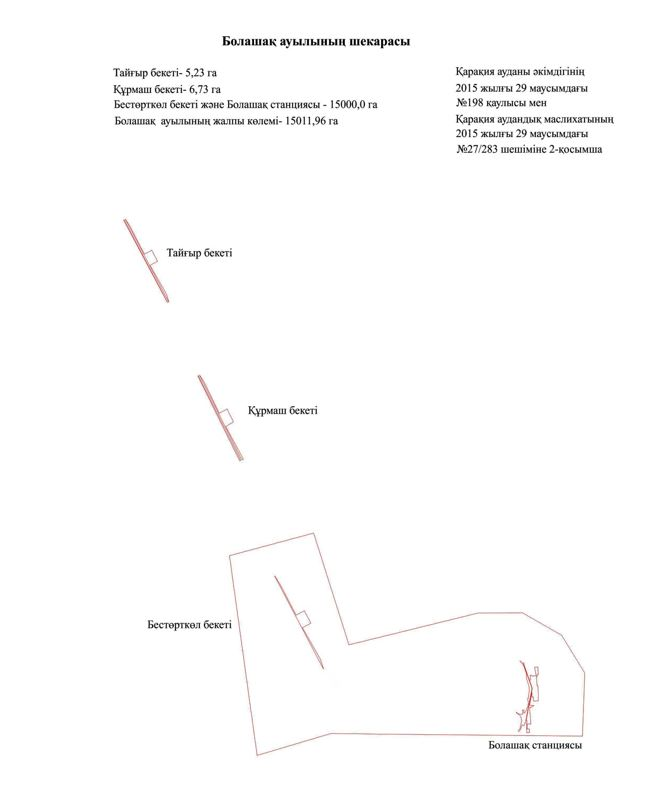 Болашақ ауылының шекарасы
Тайғыр бекеті- 5,23 га
Құрмаш бекеті- 6,73 га
Бестөрткөл бекеті және Болашақ станциясы - 15000,0 га
Болашақ ауылының жалпы көлемі- 15011,96 га
Қарақия ауданы әкімдігінің
2015 жылғы 29 маусымдағы
№198 қаулысы мен
Қарақия аудандық маслихатының
2015 жылғы 29 маусымдағы
№27/283 шешіміне 2-қосымша
Тайғыр бекеті
Құрмаш бекеті
Бестөрткөл бекеті
Болашақ станциясы